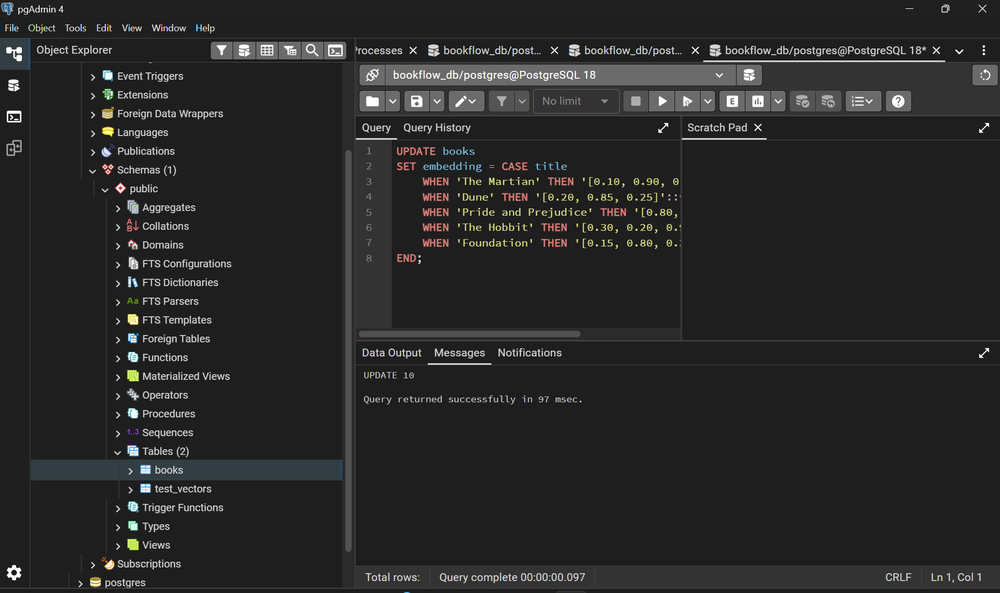 pgAdmin 4
File Object Tools Edit View Window Help
Object Explorer
Event Triggers
Extensions
Foreign Data Wrappers
Languages
Publications
Schemas (1)
public
Aggregates
Collations
Domains
FTS Configurations
FTS Dictionaries
Aa FTS Parsers
FTS Templates
Foreign Tables
Functions
Materialized Views
Operators
Procedures
1..3 Sequences
Tables (2)
books
test_vectors
Trigger Functions
Types
Views
Subscriptions
postgres
rocesses bookflow_db/post... bookflow_db/post... bookflow_db/postgres@PostgreSQL 18*
bookflow_db/postgres@PostgreSQL 18
No limit E
Query Query History Scratch Pad
1 UPDATE books
2 SET embedding = CASE title
3 WHEN 'The Martian' THEN '[0.10, 0.90, 0
4 WHEN 'Dune' THEN '[0.20, 0.85, 0.25]'::
5 WHEN 'Pride and Prejudice' THEN '[0.80,
6 WHEN 'The Hobbit' THEN '[0.30, 0.20, 0.
7 WHEN 'Foundation' THEN '[0.15, 0.80, 0.
8 END;
Data Output Messages Notifications
UPDATE 10
Query returned successfully in 97 msec.
Total rows: Query complete 00:00:00.097 CRLF Ln 1, Col 1